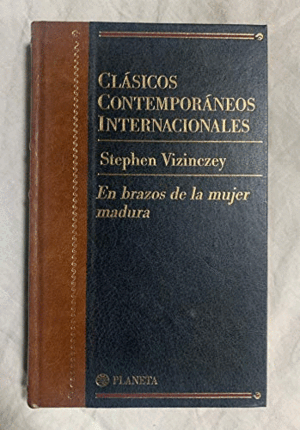 CLÁSICOS
CONTEMPORÁNEOS
INTERNACIONALES
Stephen Vizinczey
En brazos de la mujer
madura
PLANETA